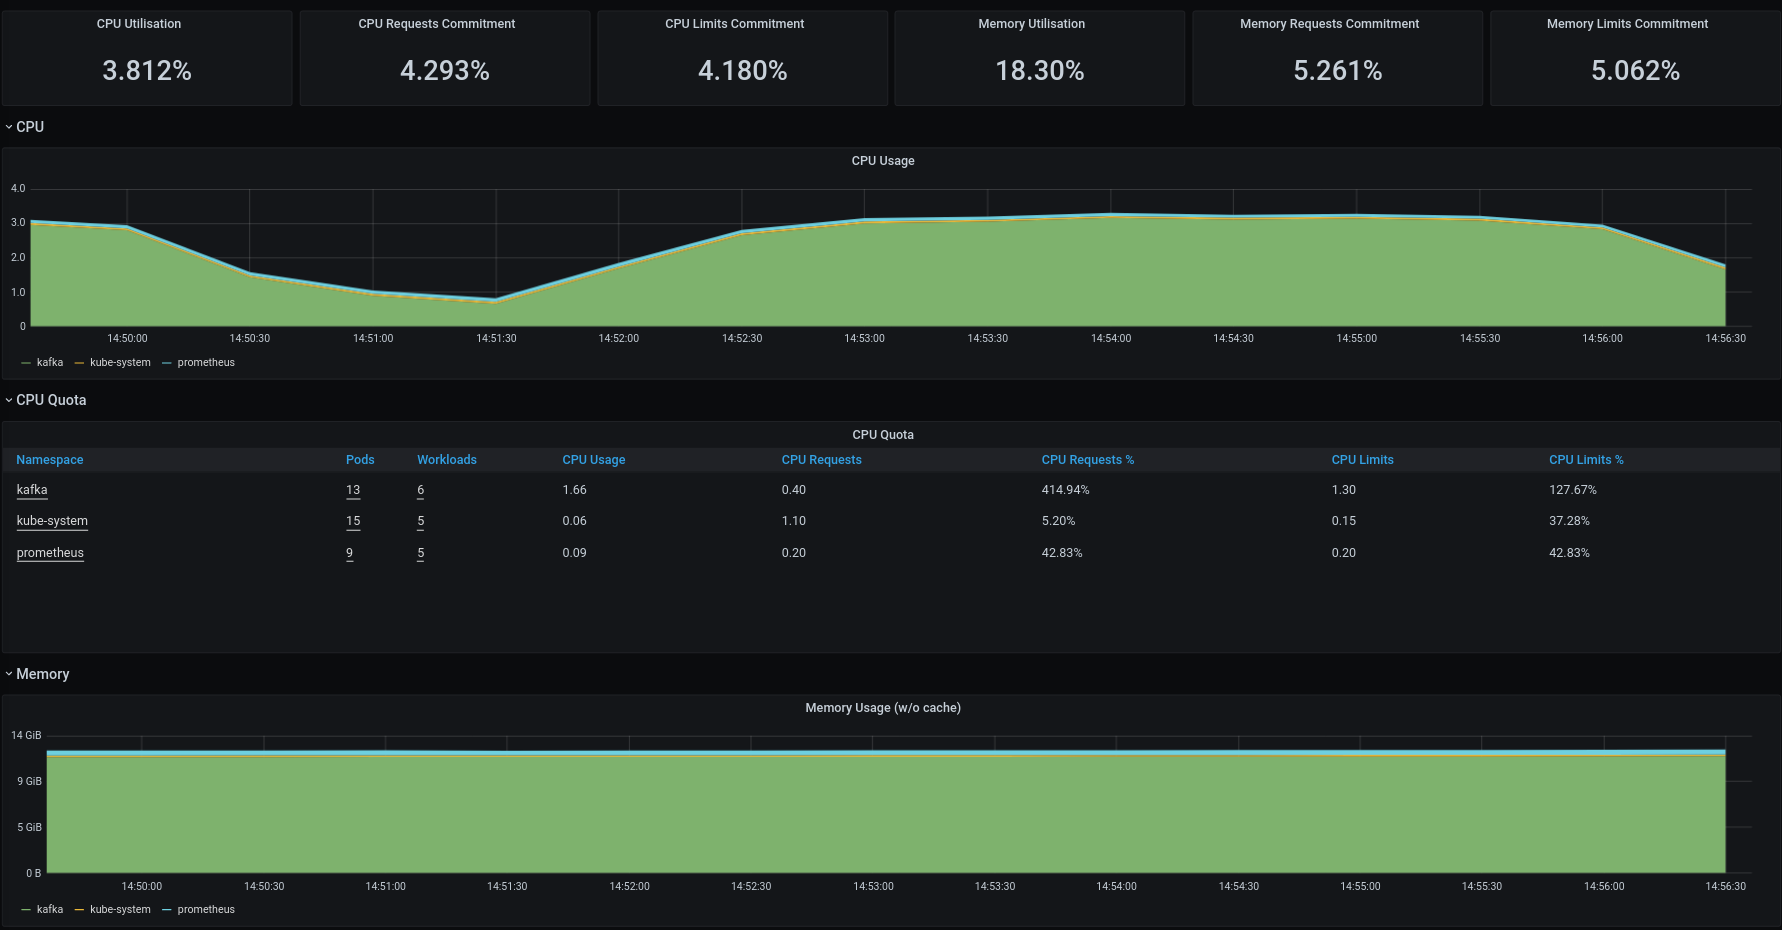 CPU Utilisation CPU Requests Commitment CPU Limits Commitment Memory Utilisation Memory Requests Commitment Memory Limits Commitment
3.812% 4.293% 4.180% 18.30% 5.261% 5.062%
CPU
CPU Usage
4.0
3.0
2.0
1.0
0
14:50:00 14:50:30 14:51:00 14:51:30 14:52:00 14:52:30 14:53:00 14:53:30 14:54:00 14:54:30 14:55:00 14:55:30 14:56:00 14:56:30
kafka kube-system prometheus
CPU Quota
CPU Quota
Namespace Pods Workloads CPU Usage CPU Requests CPU Requests % CPU Limits CPU Limits %
kafka 13 6 1.66 0.40 414.94% 1.30 127.67%
kube-system 15 5 0.06 1.10 5.20% 0.15 37.28%
prometheus 9 5 0.09 0.20 42.83% 0.20 42.83%
Memory
Memory Usage (w/o cache)
14 GiB
9 GiB
5 GiB
0 B
14:50:00 14:50:30 14:51:00 14:51:30 14:52:00 14:52:30 14:53:00 14:53:30 14:54:00 14:54:30 14:55:00 14:55:30 14:56:00 14:56:30
kafka kube-system prometheus